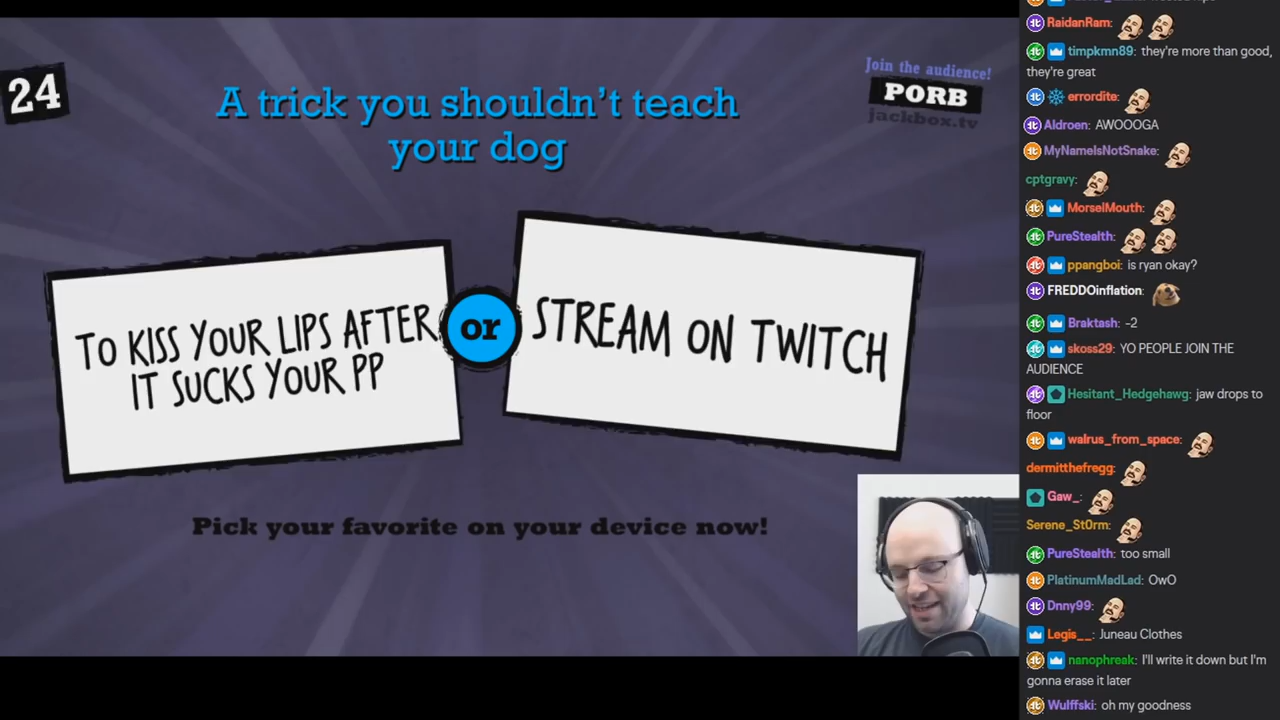 24
A trick you shouldn't teach
your dog
Join the audience!
PORB
jackbox.tv
TO KISS YOUR LIPS AFTER
IT SUCKS YOUR PP
or
STREAM ON TWITCH
Pick your favorite on your device now!
RaidanRam:
timpkmn89: they're more than good,
they're great
errordite:
Aldroen: AWOOOGA
MyNameIsNotSnake:
cptgravy:
MorselMouth:
PureStealth:
ppangboi: is ryan okay?
FREDDOinflation:
Braktash: -2
skoss29: YO PEOPLE JOIN THE
AUDIENCE
Hesitant_Hedgehawg: jaw drops to
floor
walrus_from_space:
dermitthefregg:
Gaw_:
Serene_St0rm:
PureStealth: too small
PlatinumMadLad: OwO
Dnny99:
Legis__: Juneau Clothes
nanophreak: I'll write it down but I'm
gonna erase it later
Wulffski: oh my goodness